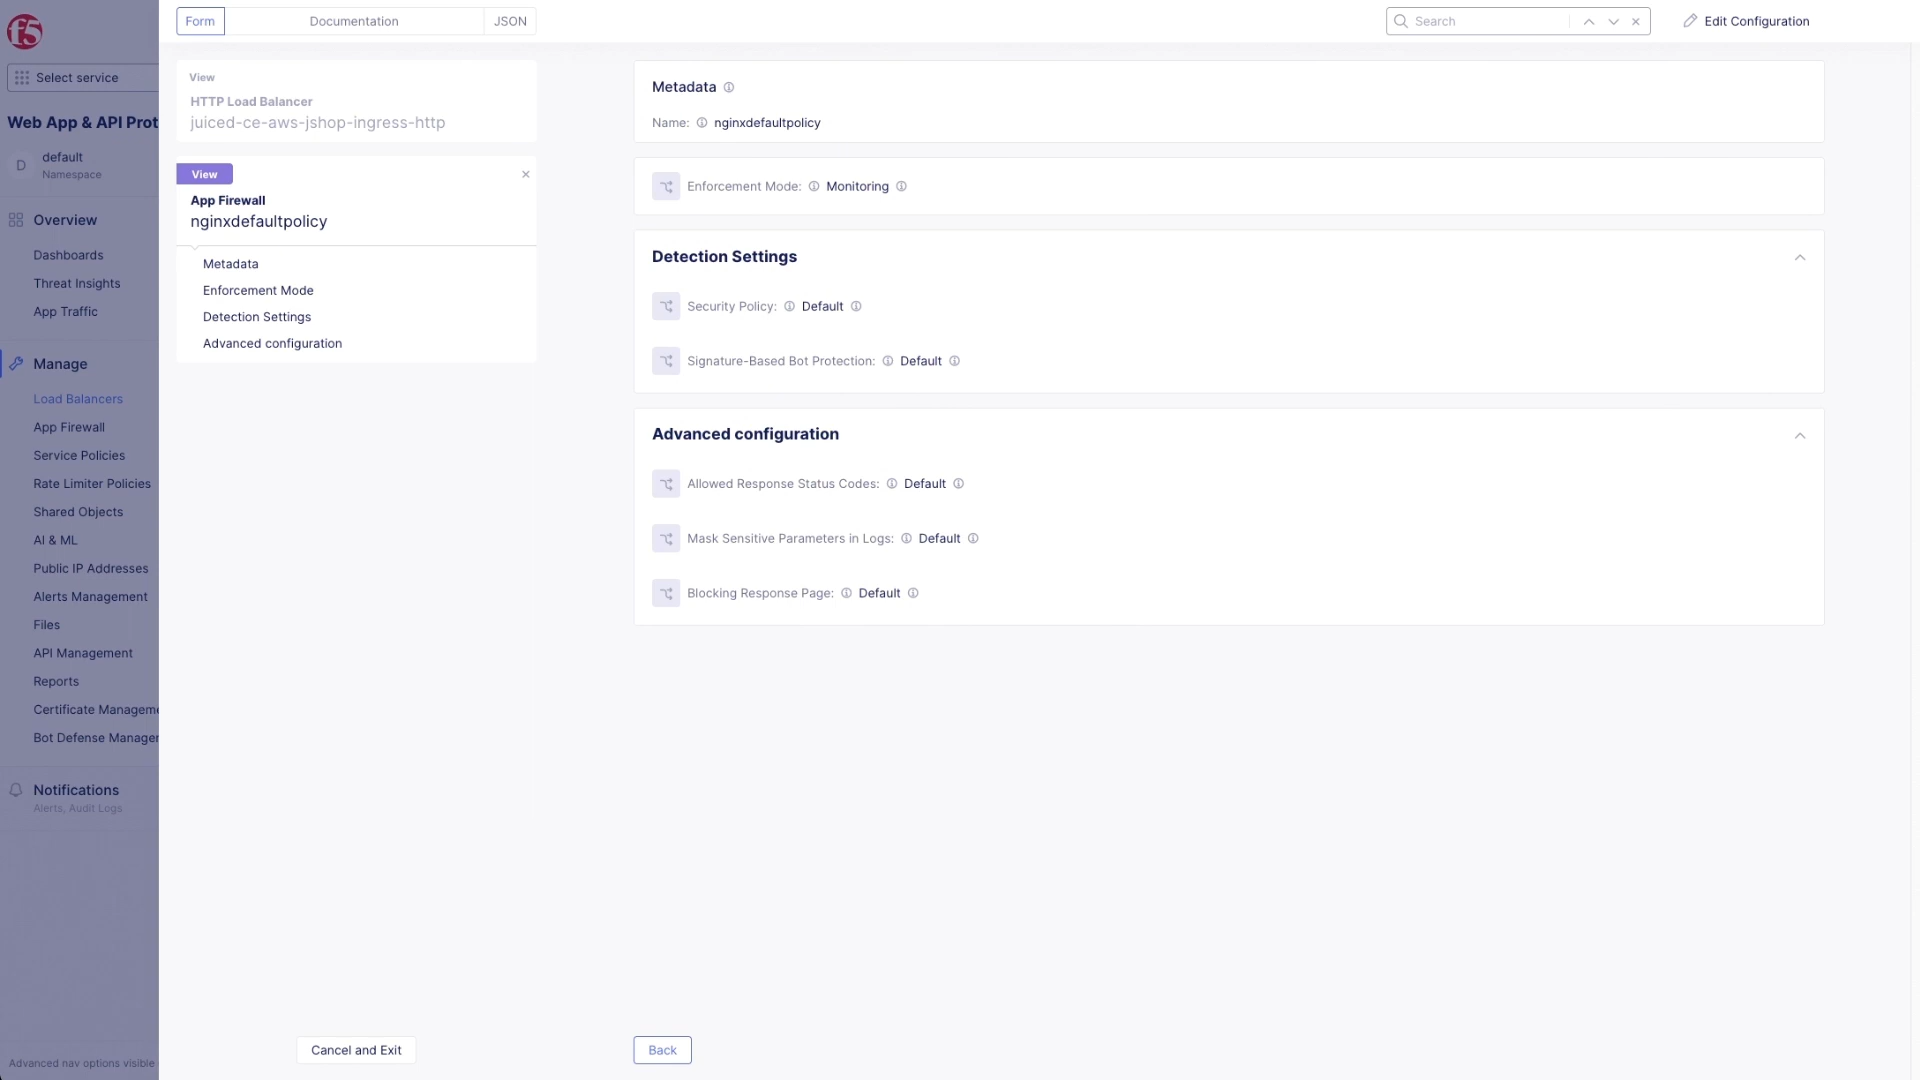 Form
Documentation
JSON
Search
Edit Configuration
f5
Select service
Web App & API Prot
D
default
Namespace
Overview
Dashboards
Threat Insights
App Traffic
Manage
Load Balancers
App Firewall
Service Policies
Rate Limiter Policies
Shared Objects
AI & ML
Public IP Addresses
Alerts Management
Files
API Management
Reports
Certificate Manageme
Bot Defense Manager
Notifications
Alerts, Audit Logs
Advanced nav options visible
View
HTTP Load Balancer
juiced-ce-aws-jshop-ingress-http
View
App Firewall
nginxdefaultpolicy
Metadata
Enforcement Mode
Detection Settings
Advanced configuration
Metadata
Name: nginxdefaultpolicy
Enforcement Mode: Monitoring
Detection Settings
Security Policy: Default
Signature-Based Bot Protection: Default
Advanced configuration
Allowed Response Status Codes: Default
Mask Sensitive Parameters in Logs: Default
Blocking Response Page: Default
Cancel and Exit
Back